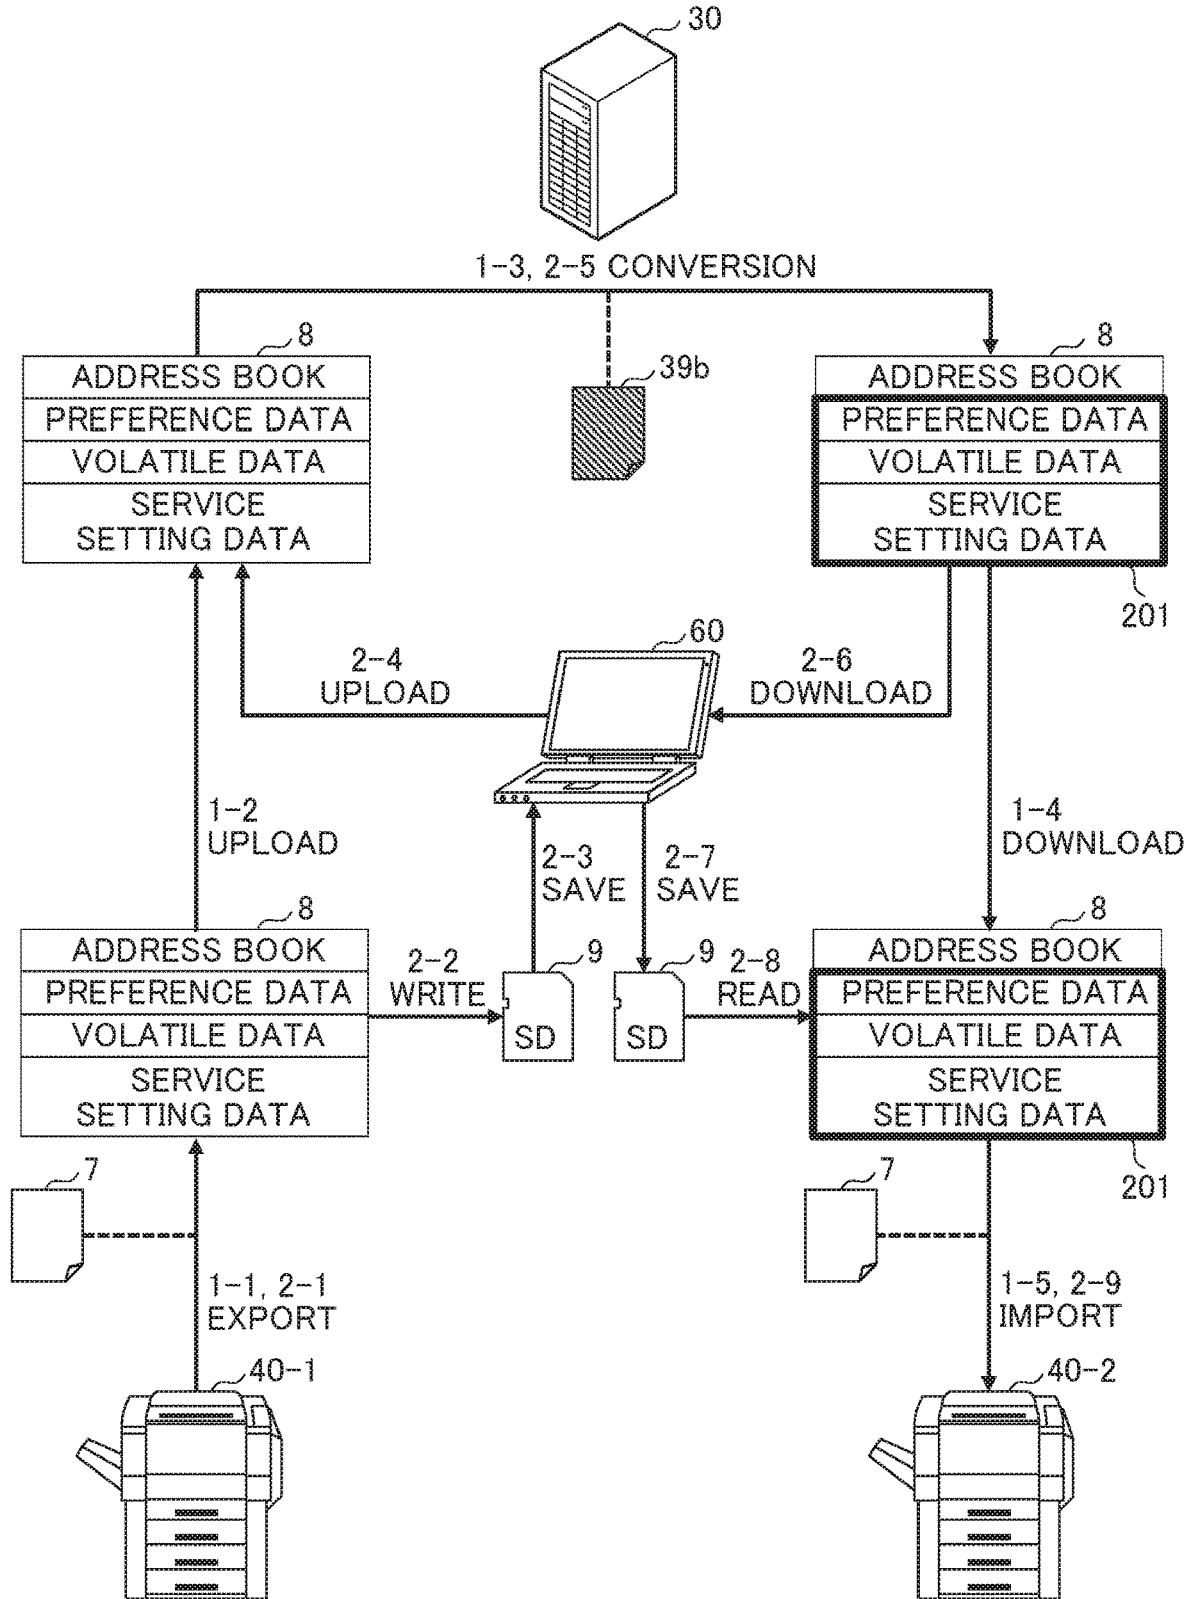 30
1-3, 2-5 CONVERSION
8
ADDRESS BOOK
PREFERENCE DATA
VOLATILE DATA
SERVICE
SETTING DATA
39b
8
ADDRESS BOOK
PREFERENCE DATA
VOLATILE DATA
SERVICE
SETTING DATA
201
60
2-4
UPLOAD
2-6
DOWNLOAD
1-2
UPLOAD
2-3
SAVE
2-7
SAVE
1-4
DOWNLOAD
8
ADDRESS BOOK
PREFERENCE DATA
VOLATILE DATA
SERVICE
SETTING DATA
2-2
WRITE
9
SD
9
SD
2-8
READ
8
ADDRESS BOOK
PREFERENCE DATA
VOLATILE DATA
SERVICE
SETTING DATA
201
7
1-1, 2-1
EXPORT
7
1-5, 2-9
IMPORT
40-1
40-2